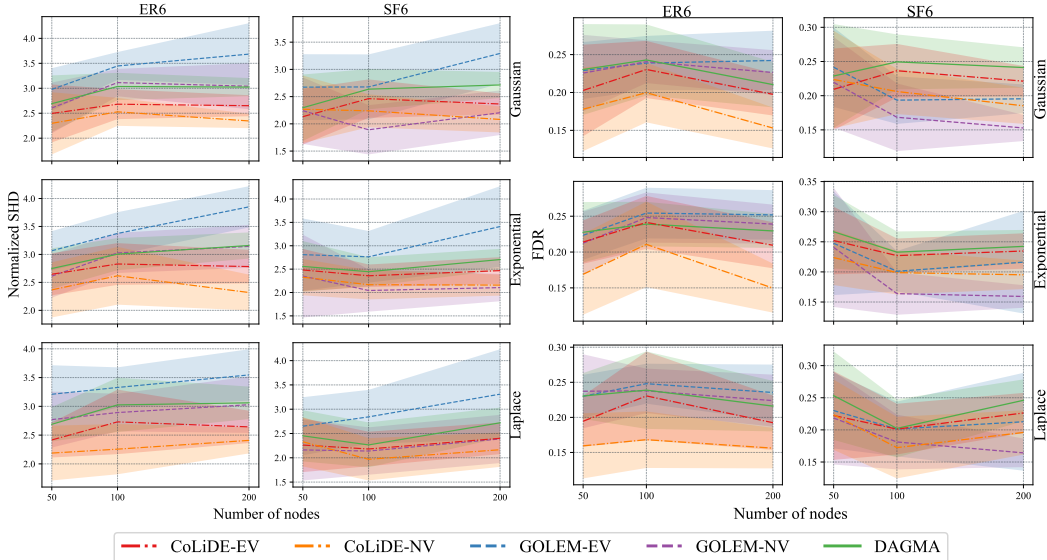 ER6 SF6 ER6 SF6
4.0 3.5 3.0 2.5 2.0
3.5 3.0 2.5 2.0 1.5
Gaussian
0.25 0.20 0.15
0.30 0.25 0.20 0.15
Gaussian
Normalized SHD
4.0 3.5 3.0 2.5 2.0
4.0 3.5 3.0 2.5 2.0 1.5
Exponential
FDR
0.30 0.25 0.20 0.15
0.35 0.30 0.25 0.20 0.15
Exponential
4.0 3.5 3.0 2.5 2.0
4.5 4.0 3.5 3.0 2.5 2.0 1.5
Laplace
0.30 0.25 0.20 0.15
0.30 0.25 0.20 0.15
Laplace
50 100 200 50 100 200 50 100 200 50 100 200
Number of nodes Number of nodes
CoLiDE-EV CoLiDE-NV GOLEM-EV GOLEM-NV DAGMA